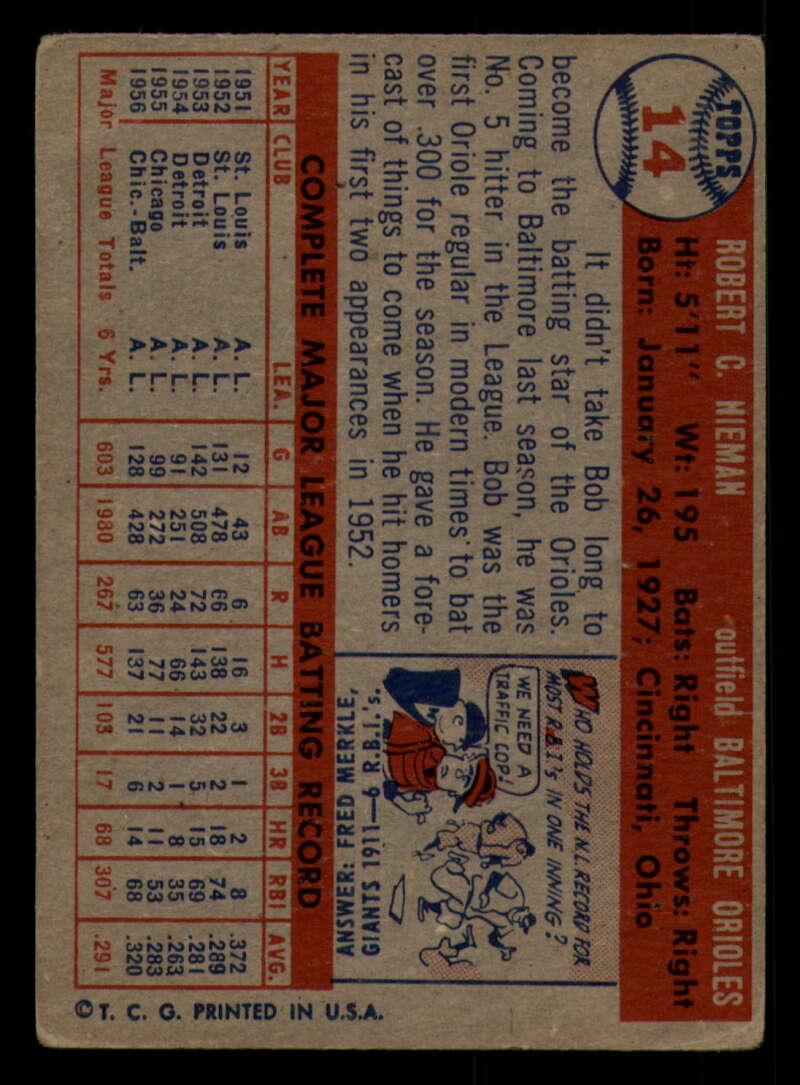 TOPPS
14
ROBERT C. NIEMAN outfield BALTIMORE ORIOLES
Ht: 5'11" Wt: 195 Bats: Right Throws: Right
Born: January 26, 1927; Cincinnati, Ohio
It didn't take Bob long to
become the batting star of the Orioles.
Coming to Baltimore last season, he was
No. 5 hitter in the League. Bob was the
first Oriole regular in modern times to bat
over .300 for the season. He gave a fore-
cast of things to come when he hit homers
in his first two appearances in 1952.
WHO HOLDS THE N.L. RECORD FOR
MOST R.B.I's IN ONE INNING?
WE NEED A
TRAFFIC COP!
ANSWER: FRED MERKLE,
GIANTS 1911—6 R.B.I.'s.
COMPLETE MAJOR LEAGUE BATTING RECORD
YEAR CLUB LEA. G AB R H 2B 3B HR RBI AVG.
1951 St. Louis A. L. 12 43 6 16 3 1 2 8 .372
1952 St. Louis A. L. 131 478 66 138 22 2 18 74 .289
1953 Detroit A. L. 142 508 72 143 32 5 15 69 .281
1954 Detroit A. L. 91 251 24 66 14 1 8 35 .263
1955 Chicago A. L. 99 272 36 77 11 2 11 53 .283
1956 Chic.-Balt. A. L. 128 428 63 137 21 6 14 68 .320
Major League Totals 6 Yrs. 603 1980 267 577 103 17 68 307 .291
© T. C. G. PRINTED IN U.S.A.